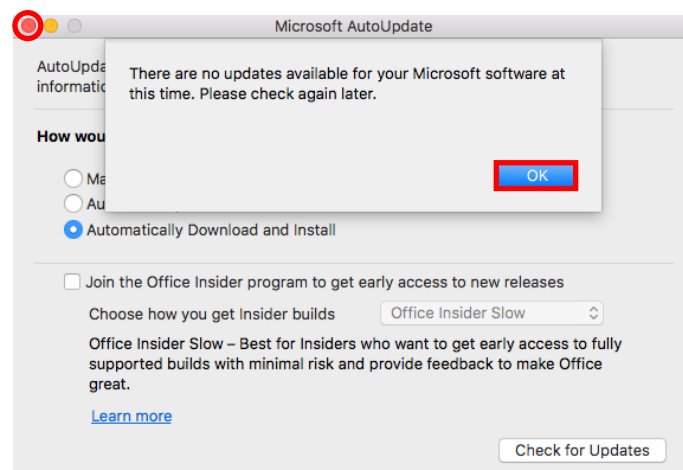 Microsoft AutoUpdate
There are no updates available for your Microsoft software at
this time. Please check again later.
OK
How
Automatically Download and Install
Join the Office Insider program to get early access to new releases
Choose how you get Insider builds
Office Insider Slow
Office Insider Slow – Best for Insiders who want to get early access to fully
supported builds with minimal risk and provide feedback to make Office
great.
Learn more
Check for Updates